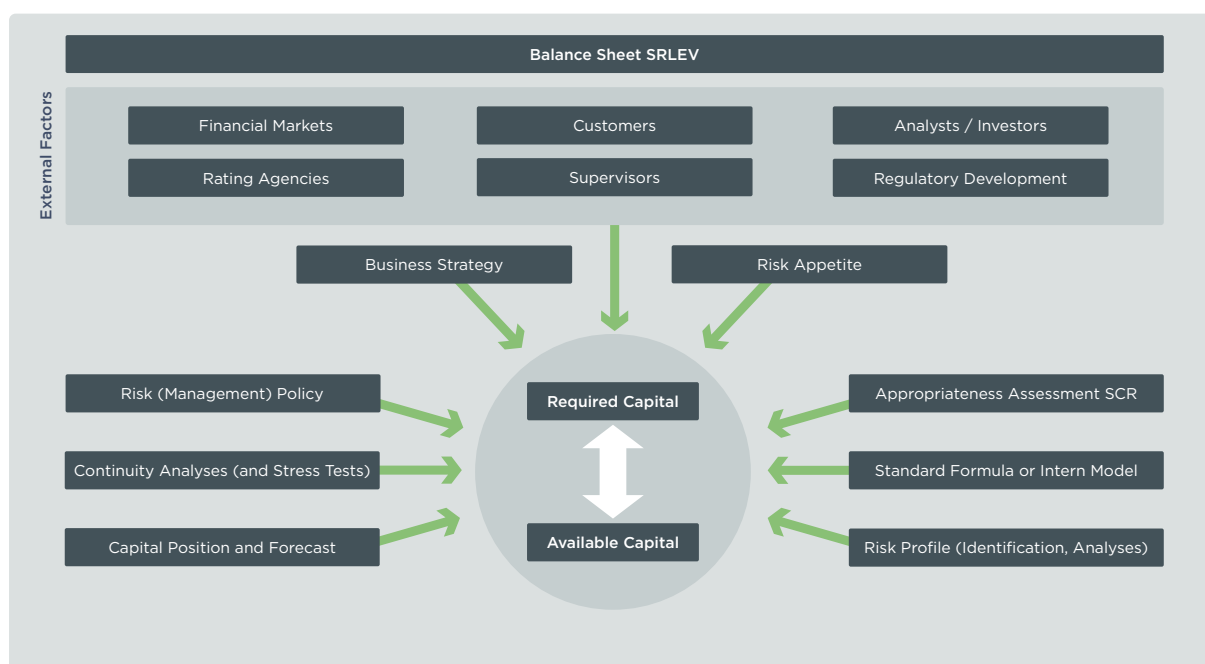 Balance Sheet SRLEV
External Factors
Financial Markets
Customers
Analysts / Investors
Rating Agencies
Supervisors
Regulatory Development
Business Strategy
Risk Appetite
Risk (Management) Policy
Required Capital
Appropriateness Assessment SCR
Continuity Analyses (and Stress Tests)
Standard Formula or Intern Model
Capital Position and Forecast
Available Capital
Risk Profile (Identification, Analyses)